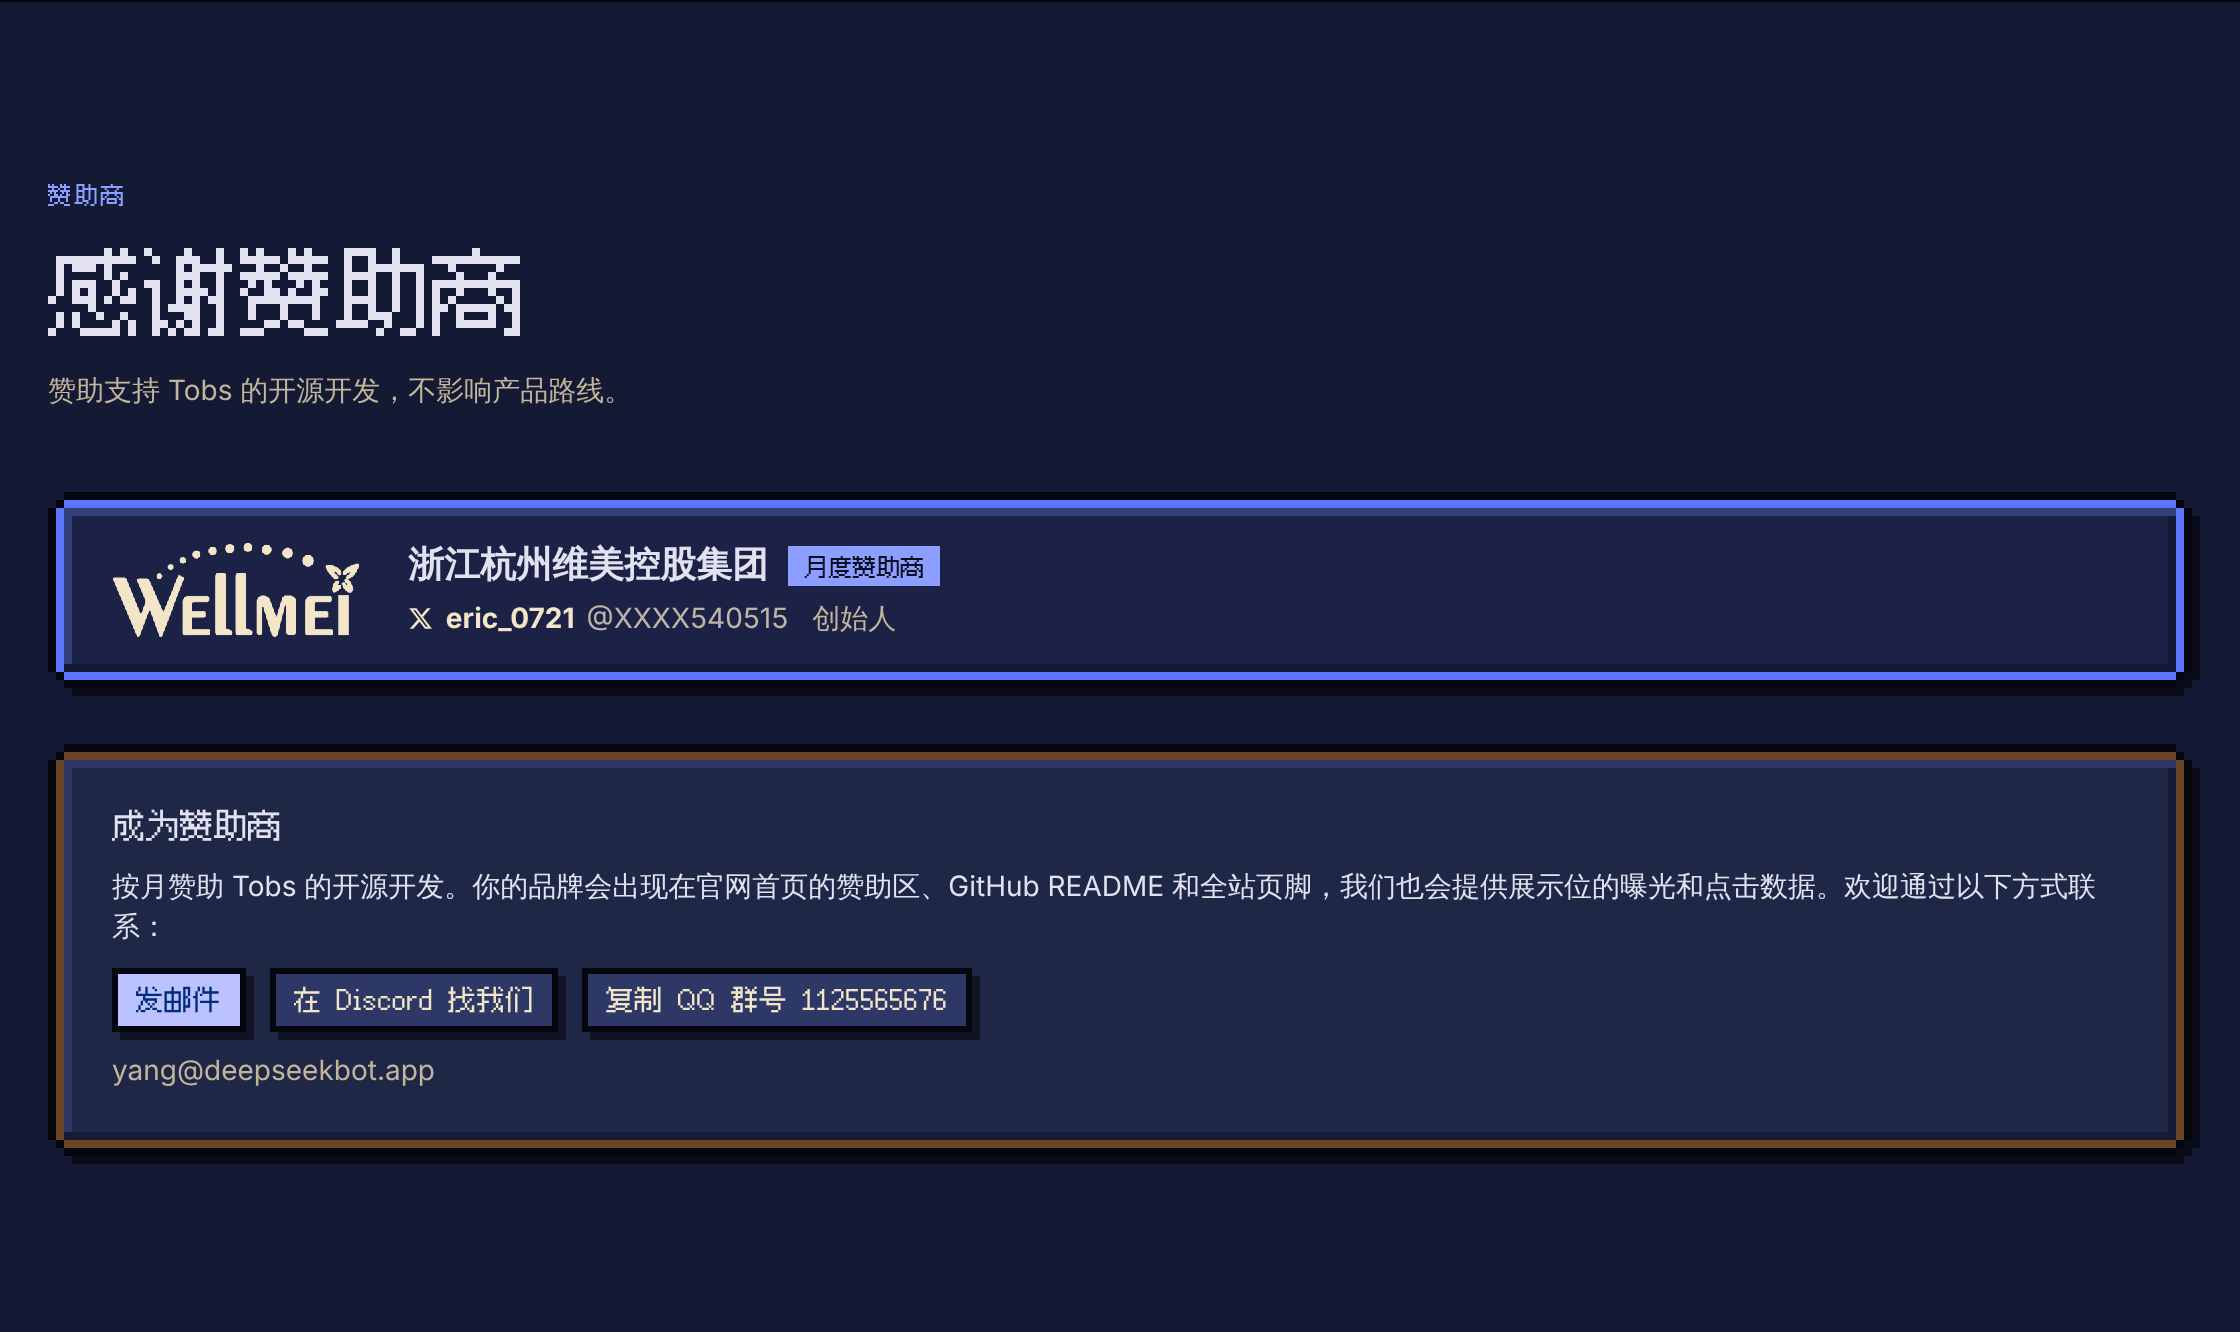 赞助商
感谢赞助商
赞助支持 Tobs 的开源开发，不影响产品路线。
WEllMEI
浙江杭州维美控股集团 月度赞助商
X eric_0721 @XXXX540515 创始人
成为赞助商
按月赞助 Tobs 的开源开发。你的品牌会出现在官网首页的赞助区、GitHub README 和全站页脚，我们也会提供展示位的曝光和点击数据。欢迎通过以下方式联
系：
发邮件 在 Discord 找我们 复制 QQ 群号 1125565676
yang@deepseekbot.app